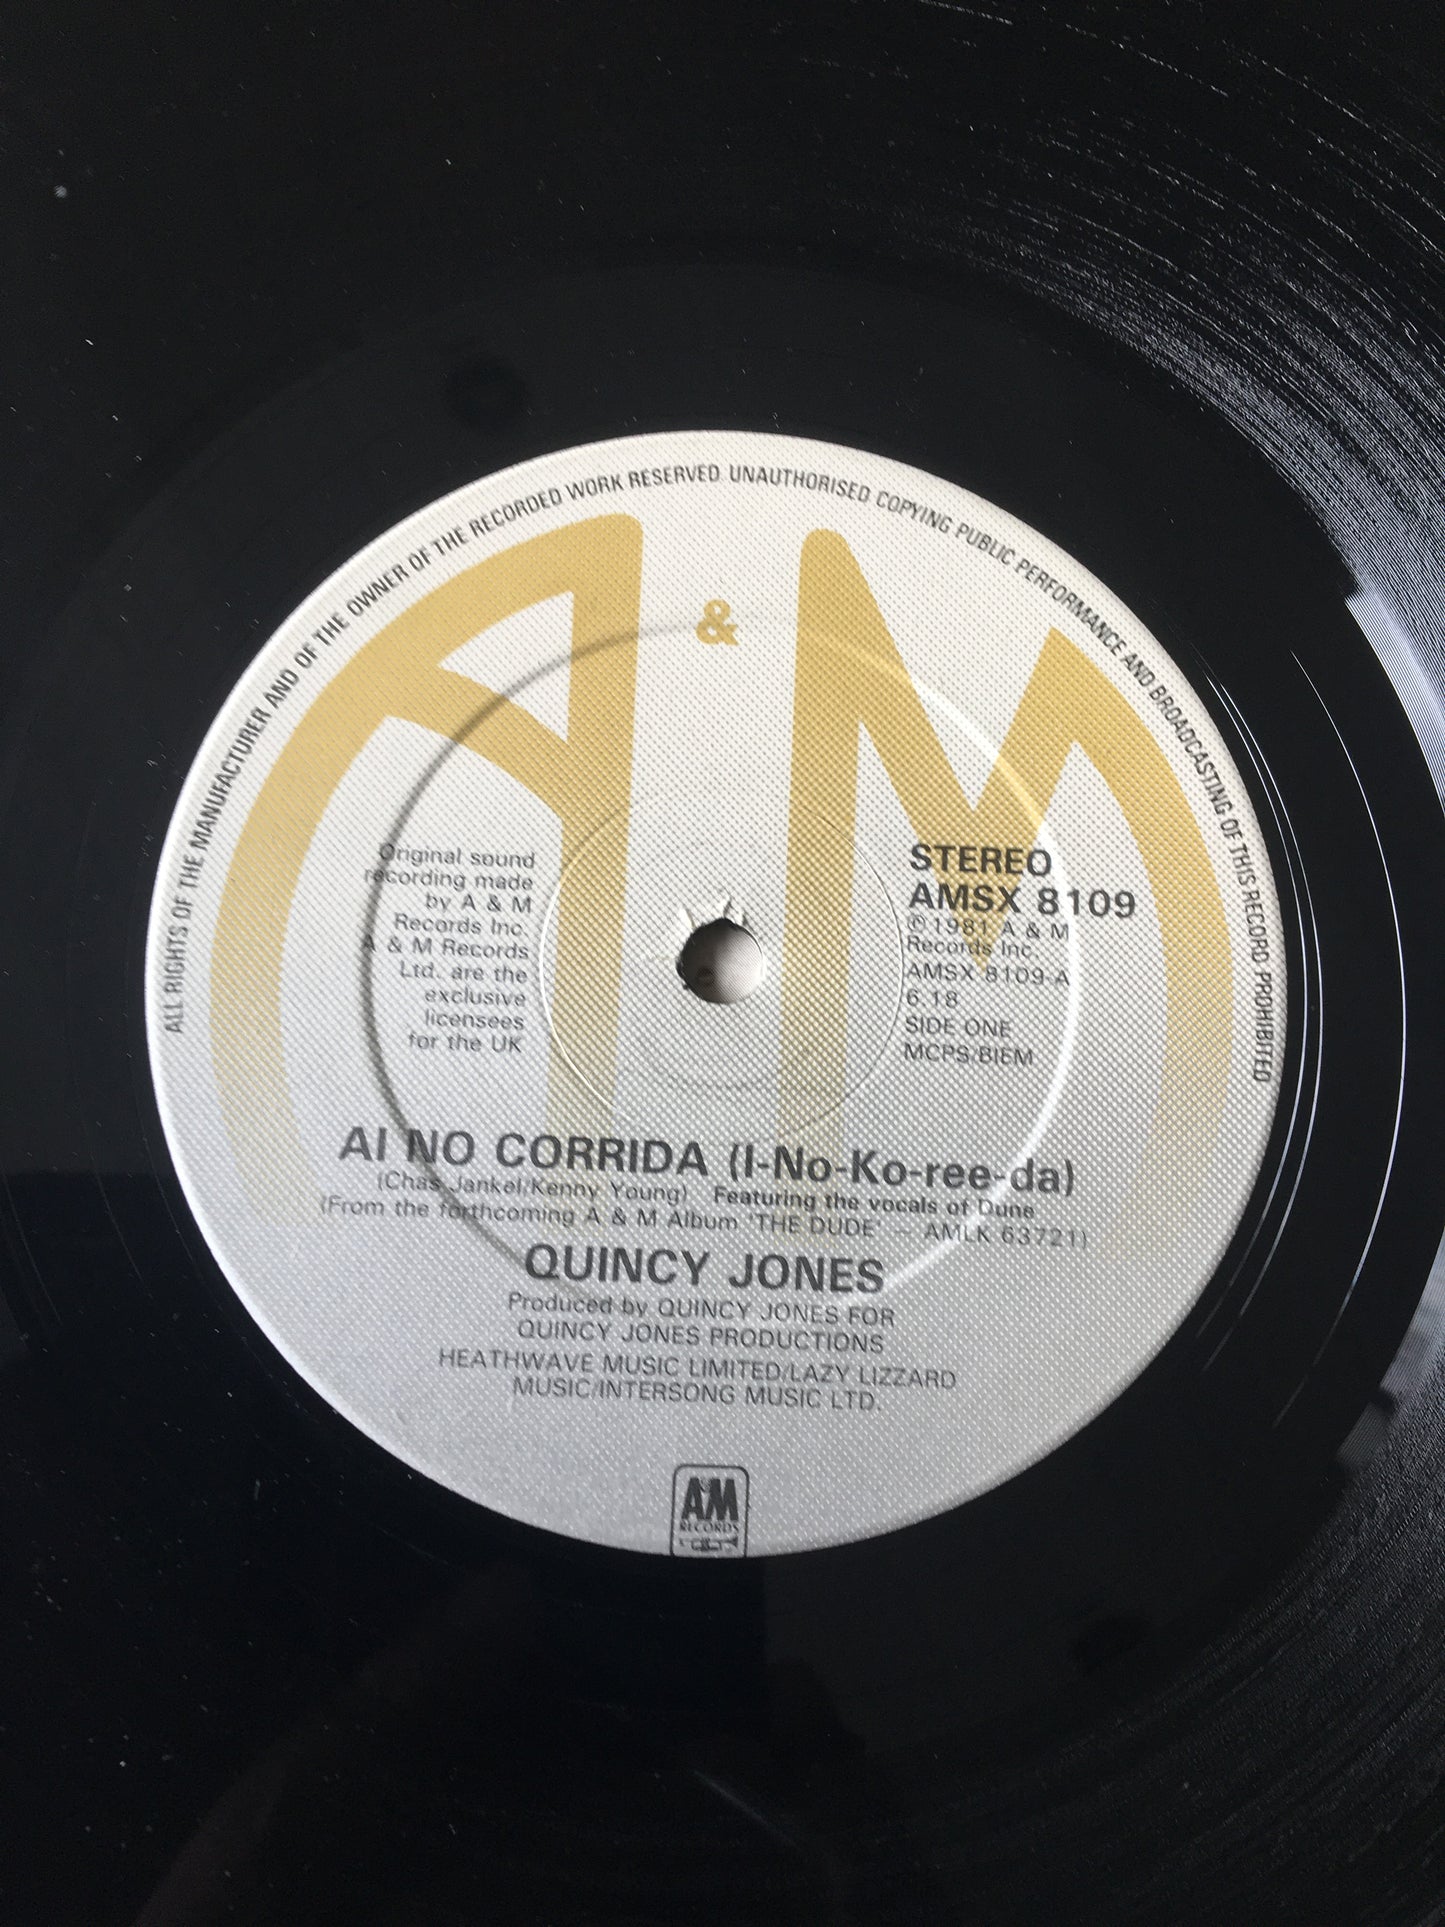 ALL RIGHTS OF THE MANUFACTURER AND OF THE OWNER OF THE RECORDED WORK RESERVED UNAUTHORISED COPYING PUBLIC PERFORMANCE AND BROADCASTING OF THIS RECORD PROHIBITED
A & M
Original sound
recording made
by A & M
Records Inc.
A & M Records
Ltd. are the
exclusive
licensees
for the UK
STEREO
AMSX 8109
℗ 1981 A & M
Records Inc.
AMSX 8109-A
6.18
SIDE ONE
MCPS/BIEM
AI NO CORRIDA (I-No-Ko-ree-da)
(Chas Jankel/Kenny Young) Featuring the vocals of Dune
(From the forthcoming A & M Album 'THE DUDE' — AMLK 63721)
QUINCY JONES
Produced by QUINCY JONES FOR
QUINCY JONES PRODUCTIONS
HEATHWAVE MUSIC LIMITED/LAZY LIZZARD
MUSIC/INTERSONG MUSIC LTD.
AM
RECORDS